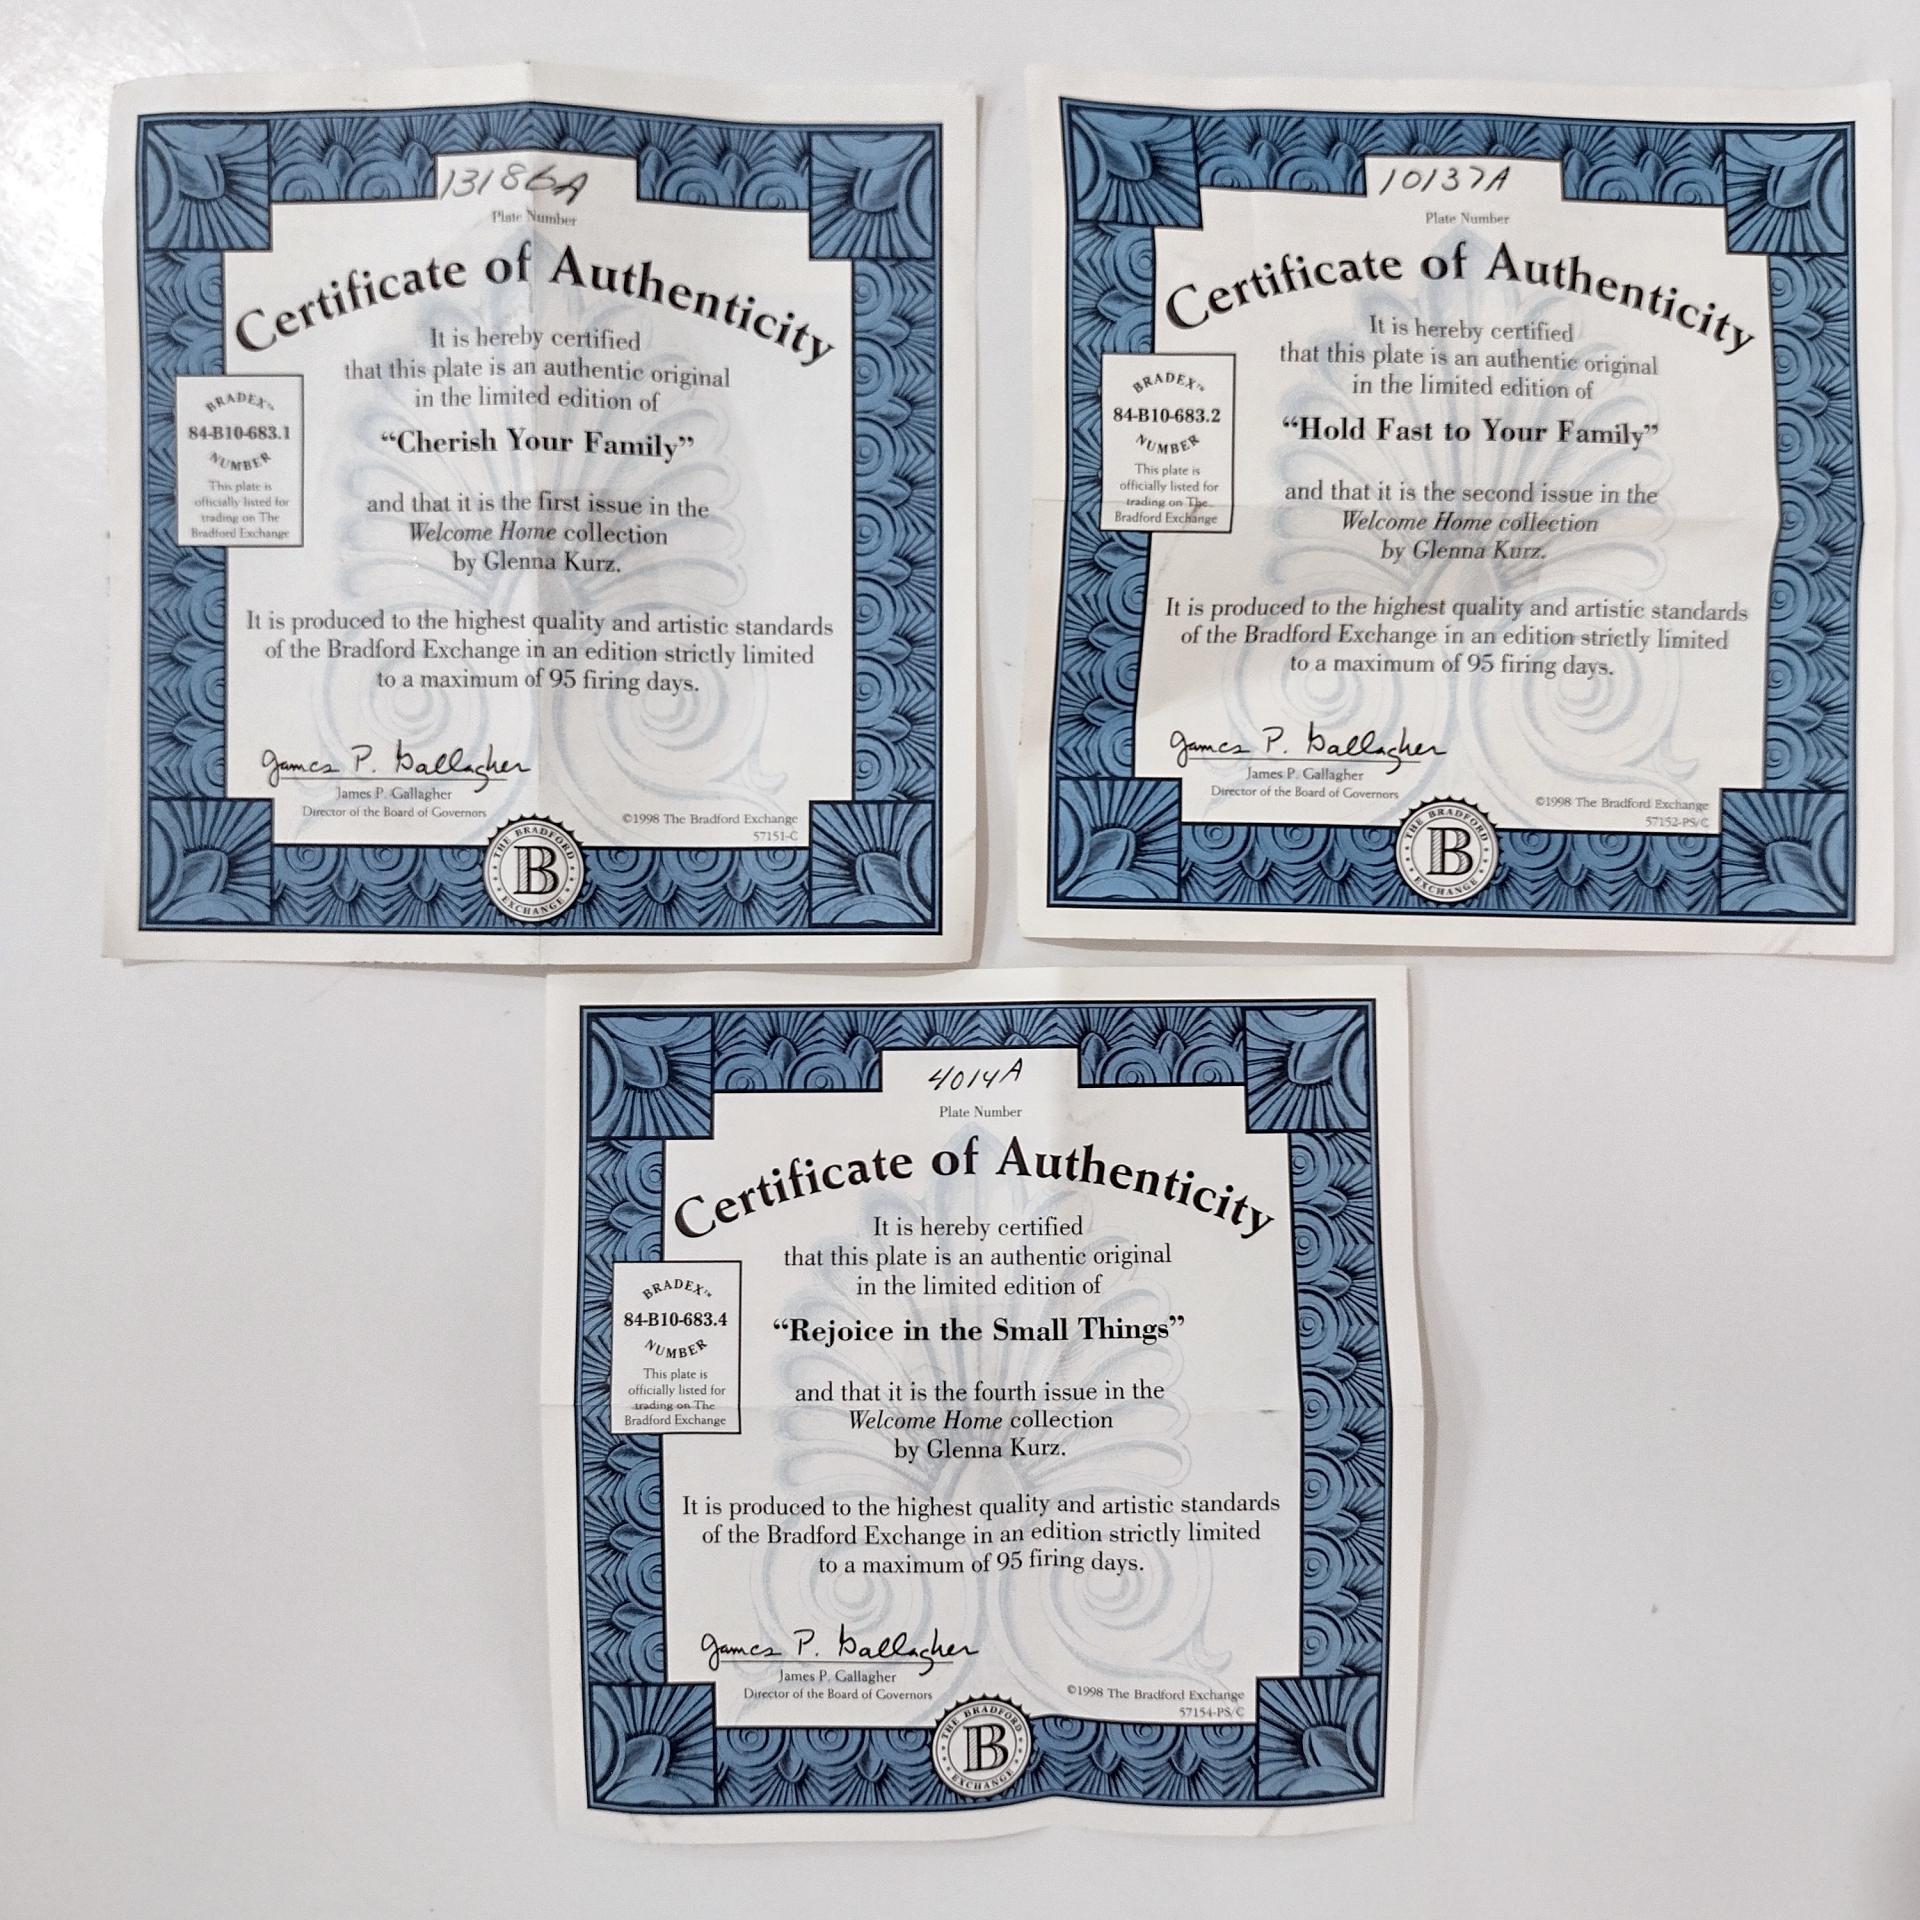 13186A
Plate Number
Certificate of Authenticity
It is hereby certified
that this plate is an authentic original
in the limited edition of
“Cherish Your Family”
and that it is the first issue in the
Welcome Home collection
by Glenna Kurz.
BRADEX™
84-B10-683.1
NUMBER
This plate is
officially listed for
trading on The
Bradford Exchange
It is produced to the highest quality and artistic standards
of the Bradford Exchange in an edition strictly limited
to a maximum of 95 firing days.
James P. Gallagher
James P. Gallagher
Director of the Board of Governors
©1998 The Bradford Exchange
57151-C
THE BRADFORD
B
EXCHANGE
10137A
Plate Number
Certificate of Authenticity
It is hereby certified
that this plate is an authentic original
in the limited edition of
“Hold Fast to Your Family”
and that it is the second issue in the
Welcome Home collection
by Glenna Kurz.
BRADEX™
84-B10-683.2
NUMBER
This plate is
officially listed for
trading on The
Bradford Exchange
It is produced to the highest quality and artistic standards
of the Bradford Exchange in an edition strictly limited
to a maximum of 95 firing days.
James P. Gallagher
James P. Gallagher
Director of the Board of Governors
©1998 The Bradford Exchange
57152-PS/C
THE BRADFORD
B
EXCHANGE
4014A
Plate Number
Certificate of Authenticity
It is hereby certified
that this plate is an authentic original
in the limited edition of
“Rejoice in the Small Things”
and that it is the fourth issue in the
Welcome Home collection
by Glenna Kurz.
BRADEX™
84-B10-683.4
NUMBER
This plate is
officially listed for
trading on The
Bradford Exchange
It is produced to the highest quality and artistic standards
of the Bradford Exchange in an edition strictly limited
to a maximum of 95 firing days.
James P. Gallagher
James P. Gallagher
Director of the Board of Governors
©1998 The Bradford Exchange
57154-PS/C
THE BRADFORD
B
EXCHANGE